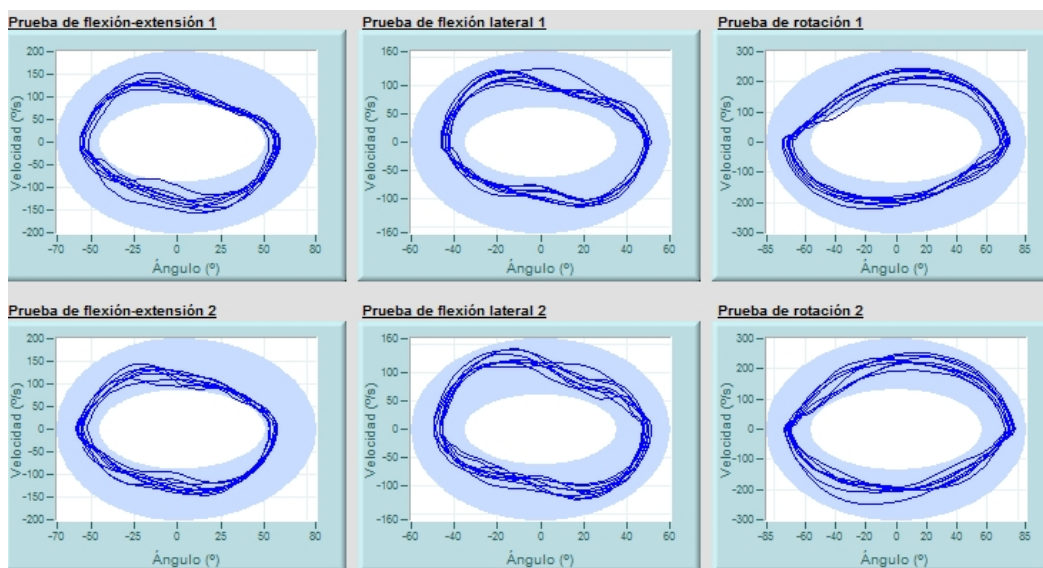 Prueba de flexión-extensión 1
Prueba de flexión lateral 1
Prueba de rotación 1
Velocidad (º/s)
200
150
100
50
0
-50
-100
-150
-200
-70 -50 -25 0 25 50 80
Ángulo (º)
Velocidad (º/s)
160
100
50
0
-50
-100
-160
-60 -40 -20 0 20 40 60
Ángulo (º)
Velocidad (º/s)
300
200
100
0
-100
-200
-300
-85 -60 -40 -20 0 20 40 60 85
Ángulo (º)
Prueba de flexión-extensión 2
Prueba de flexión lateral 2
Prueba de rotación 2
Velocidad (º/s)
200
150
100
50
0
-50
-100
-150
-200
-70 -50 -25 0 25 50 80
Ángulo (º)
Velocidad (º/s)
160
100
50
0
-50
-100
-160
-60 -40 -20 0 20 40 60
Ángulo (º)
Velocidad (º/s)
300
200
100
0
-100
-200
-300
-85 -60 -40 -20 0 20 40 60 85
Ángulo (º)